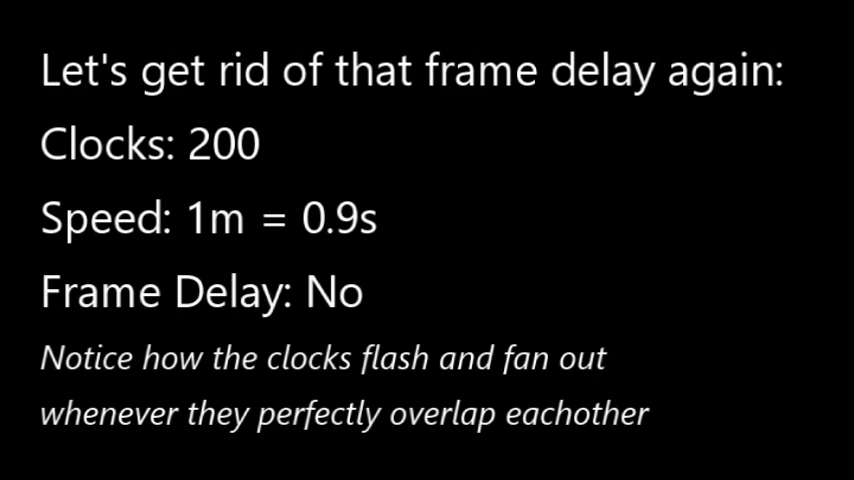 Let's get rid of that frame delay again:
Clocks: 200
Speed: 1m = 0.9s
Frame Delay: No
Notice how the clocks flash and fan out
whenever they perfectly overlap eachother